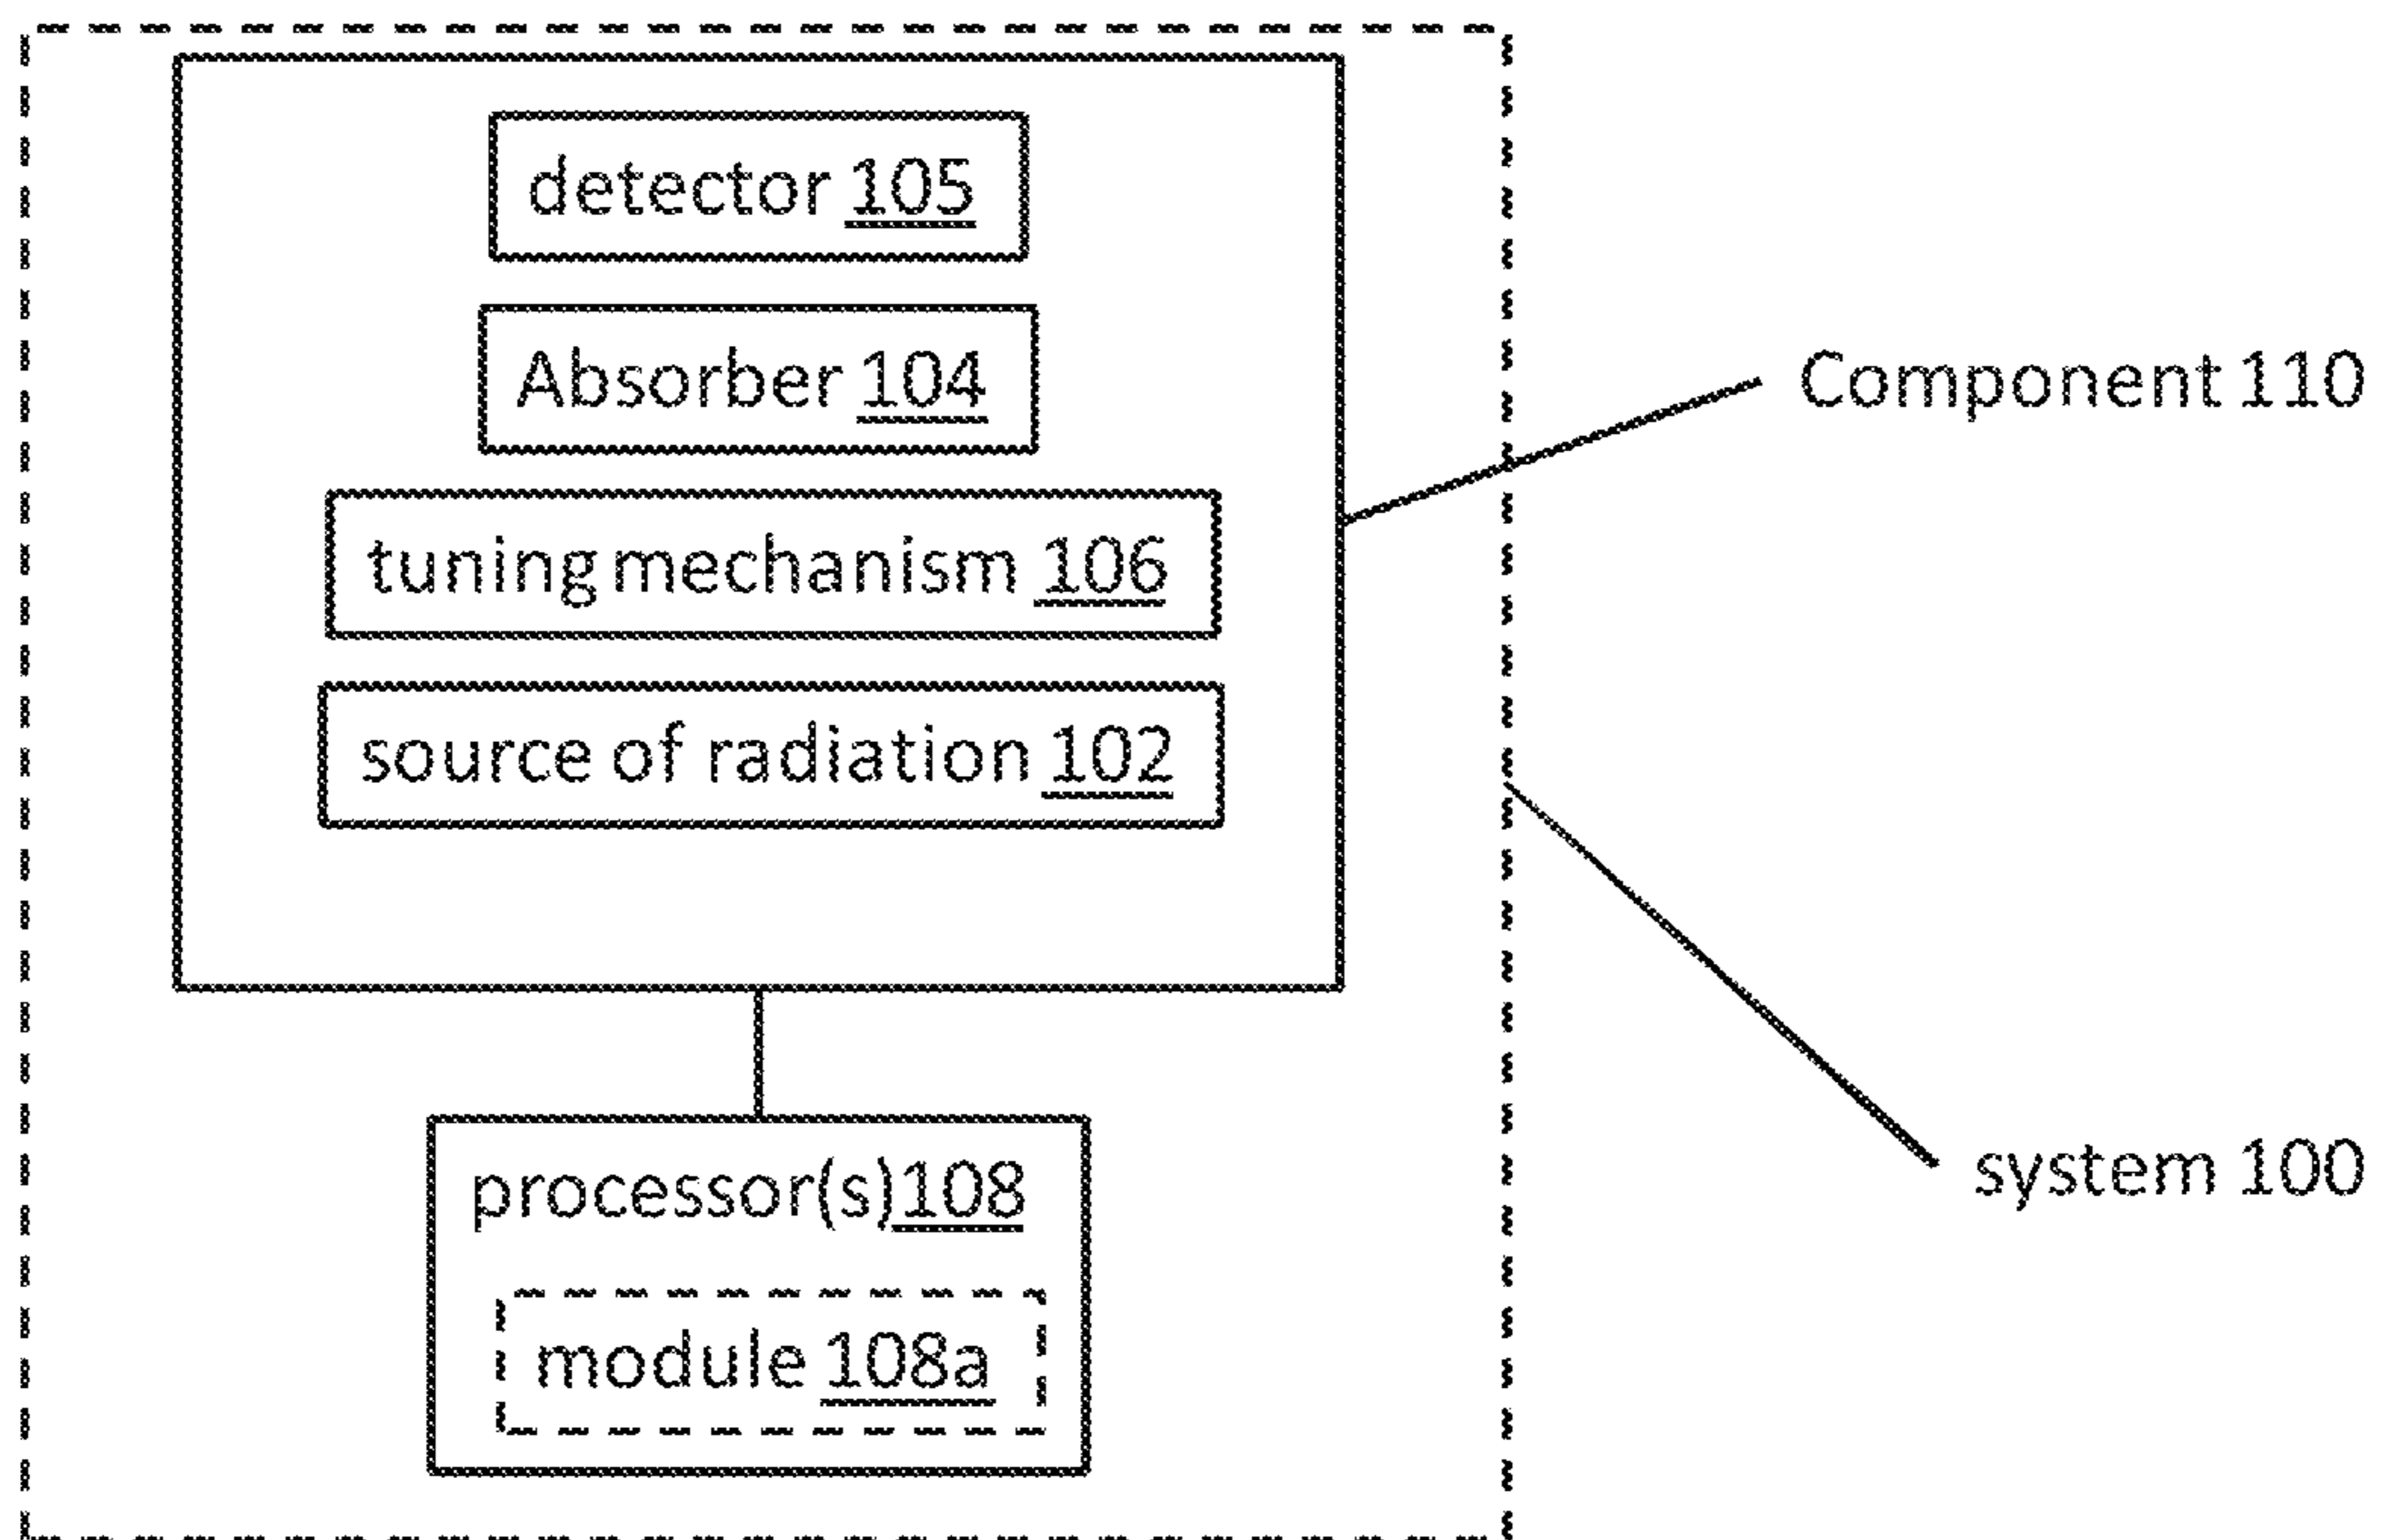 detector 105
Absorber 104
Component 110
tuning mechanism 106
source of radiation 102
processor(s)108
system 100
module 108a